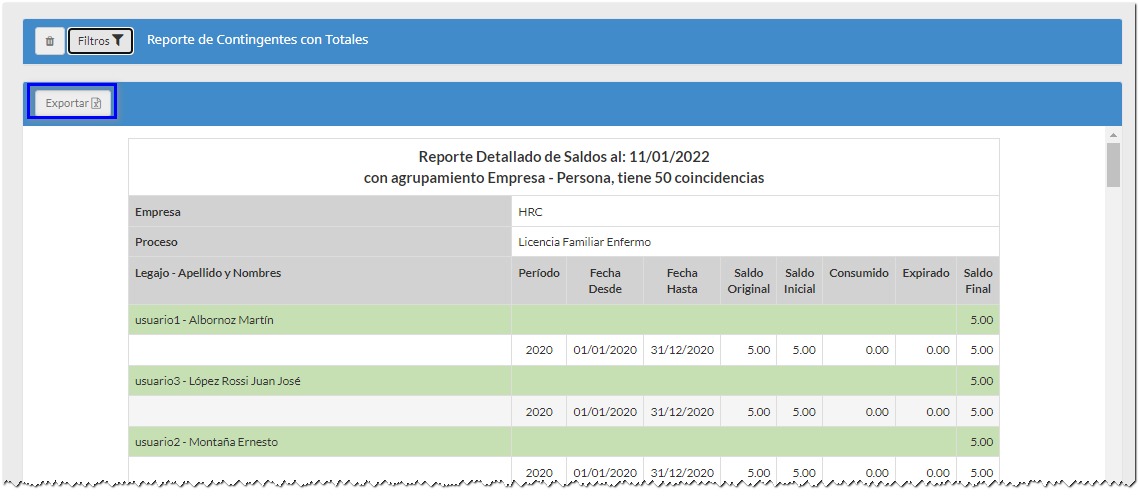 Filtros Reporte de Contingentes con Totales
Exportar
Reporte Detallado de Saldos al: 11/01/2022
con agrupamiento Empresa - Persona, tiene 50 coincidencias
Empresa HRC
Proceso Licencia Familiar Enfermo
Legajo - Apellido y Nombres Período Fecha Desde Fecha Hasta Saldo Original Saldo Inicial Consumido Expirado Saldo Final
usuario1 - Albornoz Martín 5.00
2020 01/01/2020 31/12/2020 5.00 5.00 0.00 0.00 5.00
usuario3 - López Rossi Juan José 5.00
2020 01/01/2020 31/12/2020 5.00 5.00 0.00 0.00 5.00
usuario2 - Montaña Ernesto 5.00
2020 01/01/2020 31/12/2020 5.00 5.00 0.00 0.00 5.00